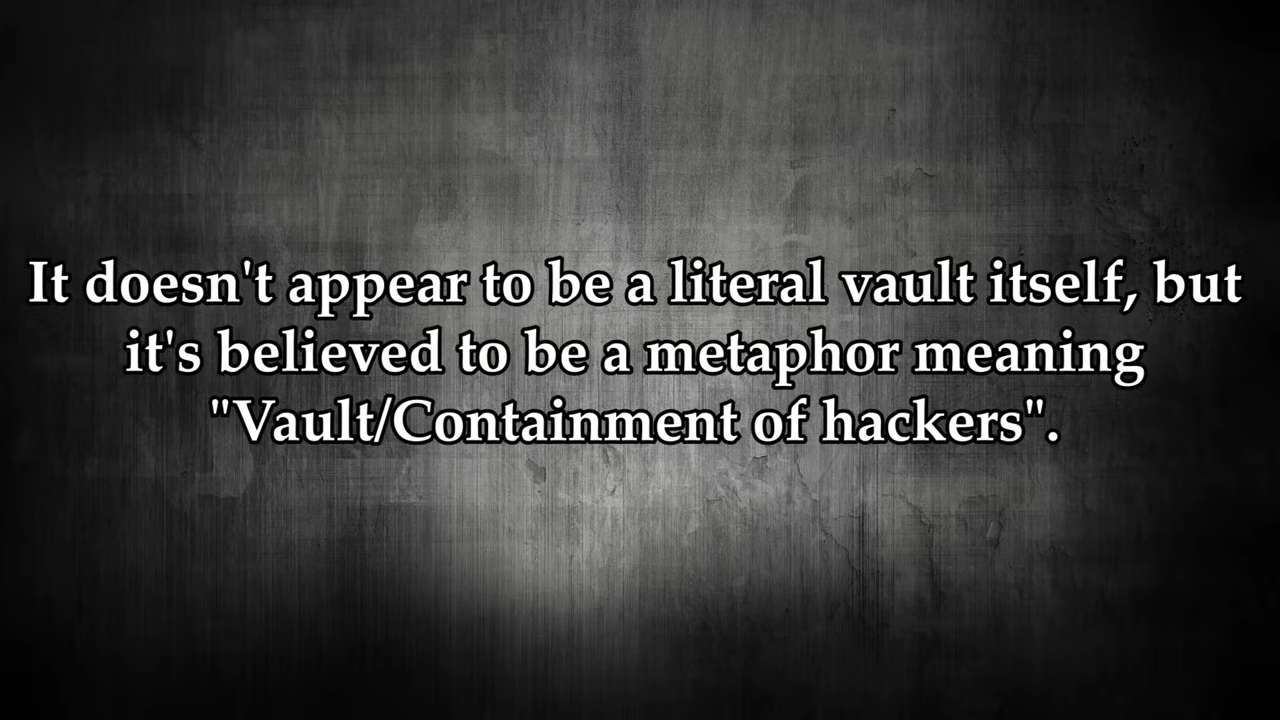 It doesn't appear to be a literal vault itself, but
it's believed to be a metaphor meaning
"Vault/Containment of hackers".